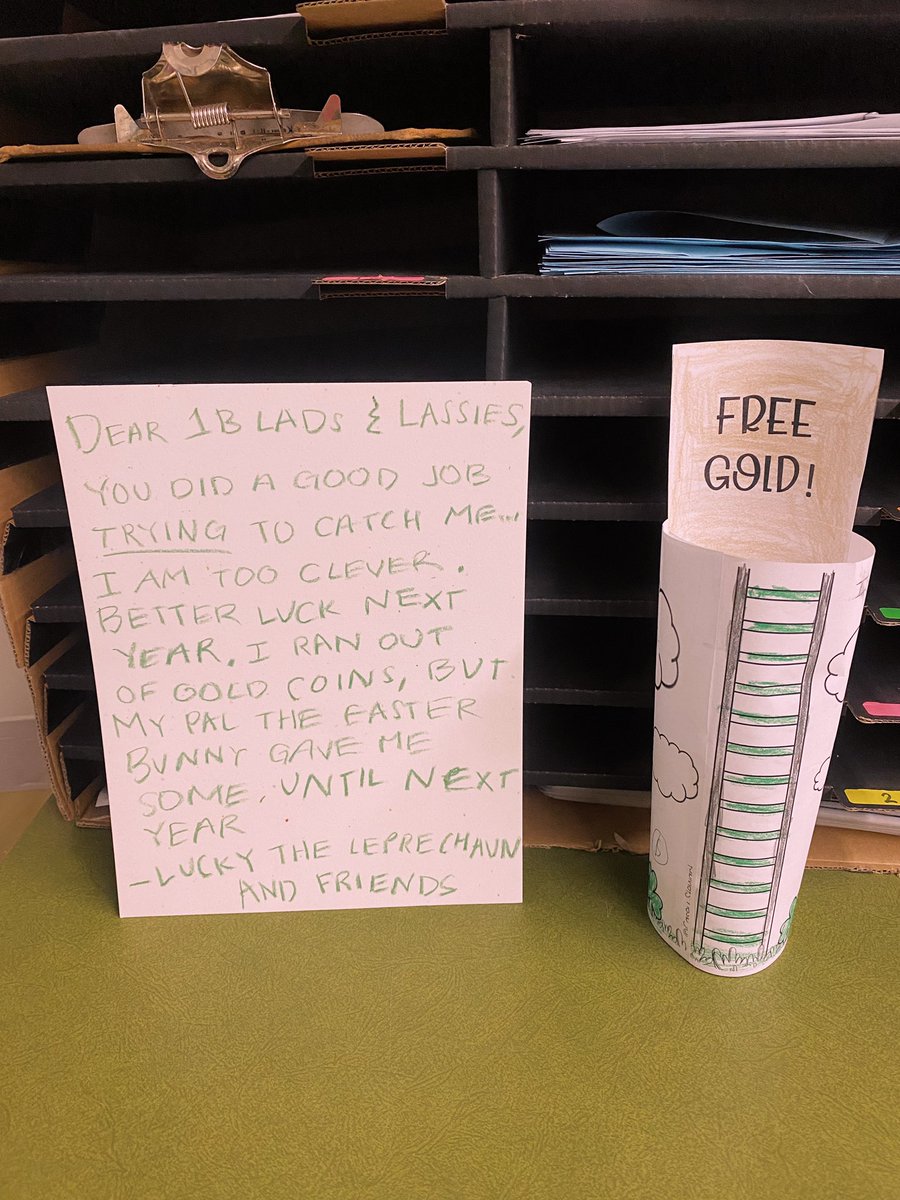 DEAR 1B LADS & LASSIES,
YOU DID A GOOD JOB
TRYING TO CATCH ME...
I AM TOO CLEVER.
BETTER LUCK NEXT
YEAR. I RAN OUT
OF GOLD COINS, BUT
MY PAL THE EASTER
BUNNY GAVE ME
SOME. UNTIL NEXT
YEAR
-LUCKY THE LEPRECHAUN
AND FRIENDS
FREE
GOLD!
2